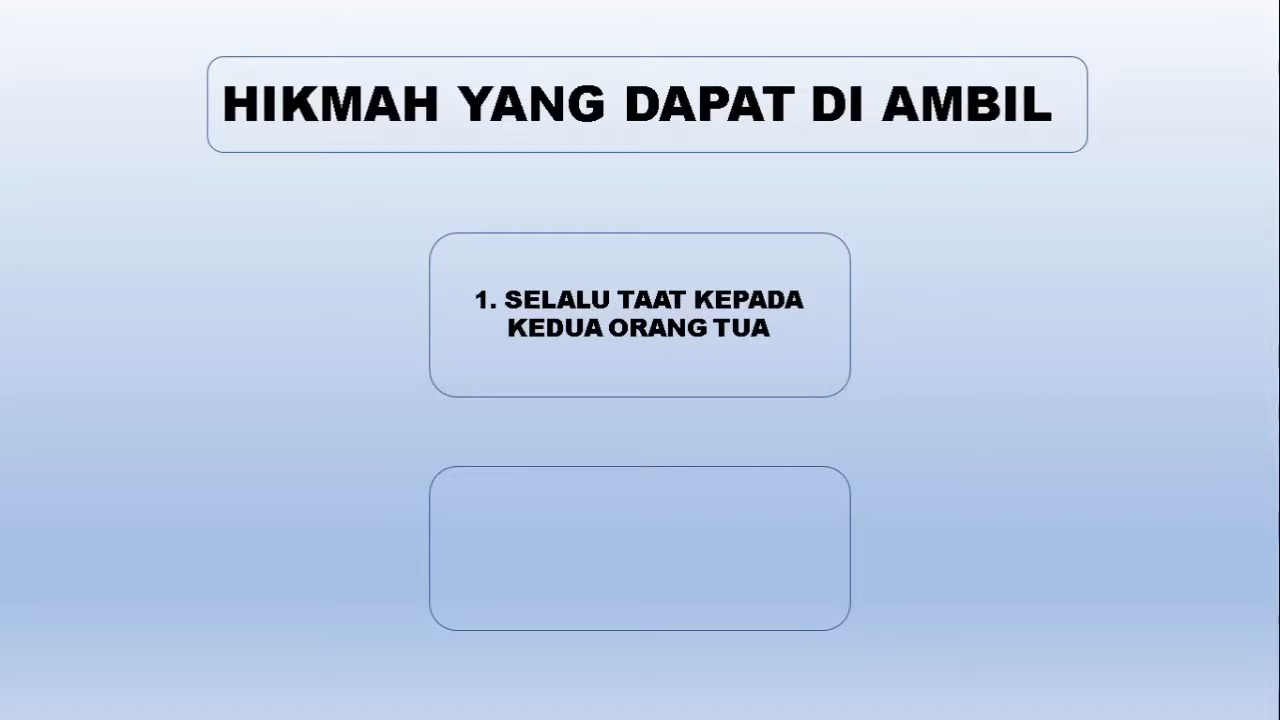 HIKMAH YANG DAPAT DI AMBIL
1. SELALU TAAT KEPADA
KEDUA ORANG TUA